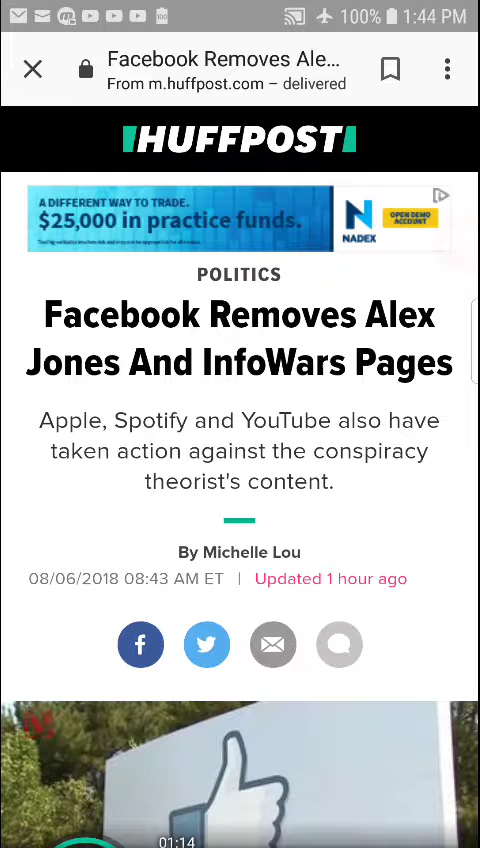 100% 1:44 PM
Facebook Removes Ale...
From m.huffpost.com – delivered
HUFFPOST
A DIFFERENT WAY TO TRADE.
$25,000 in practice funds.
NADEX
OPEN DEMO
ACCOUNT
POLITICS
Facebook Removes Alex
Jones And InfoWars Pages
Apple, Spotify and YouTube also have
taken action against the conspiracy
theorist's content.
By Michelle Lou
08/06/2018 08:43 AM ET | Updated 1 hour ago
01:14